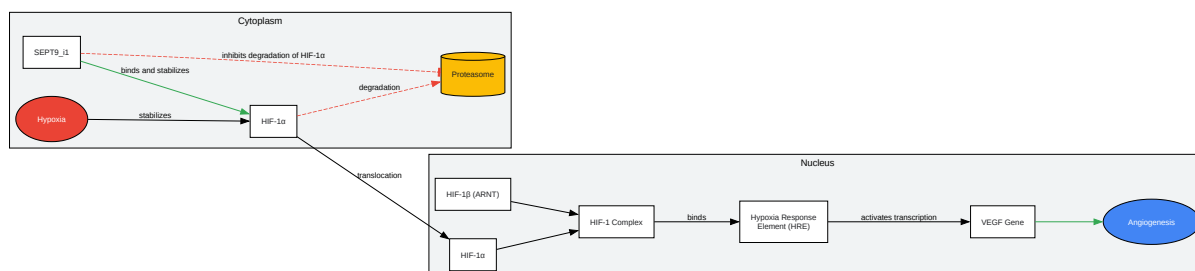 Cytoplasm
SEPT9_i1
inhibits degradation of HIF-1α
Proteasome
binds and stabilizes
degradation
Hypoxia
stabilizes
HIF-1α
translocation
Nucleus
HIF-1β (ARNT)
HIF-1 Complex
binds
Hypoxia Response
Element (HRE)
activates transcription
VEGF Gene
Angiogenesis
HIF-1α